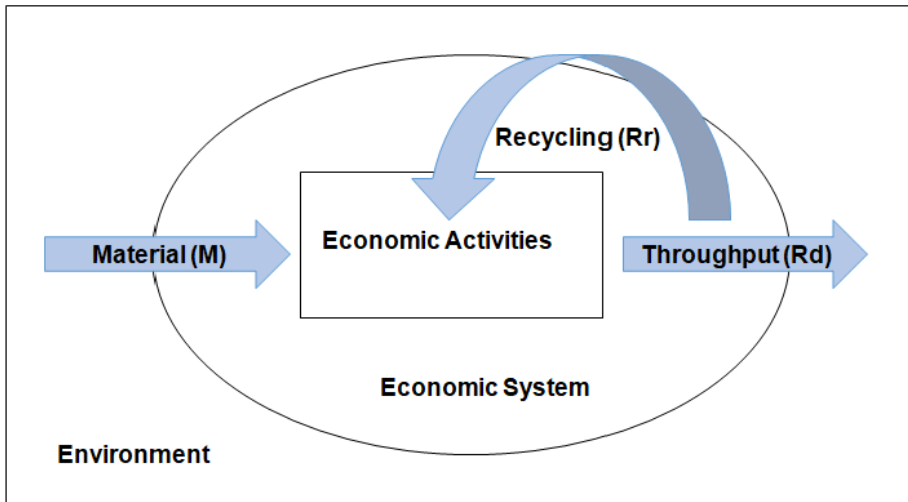 Recycling (Rr)
Economic Activities
Material (M)
Throughput (Rd)
Economic System
Environment